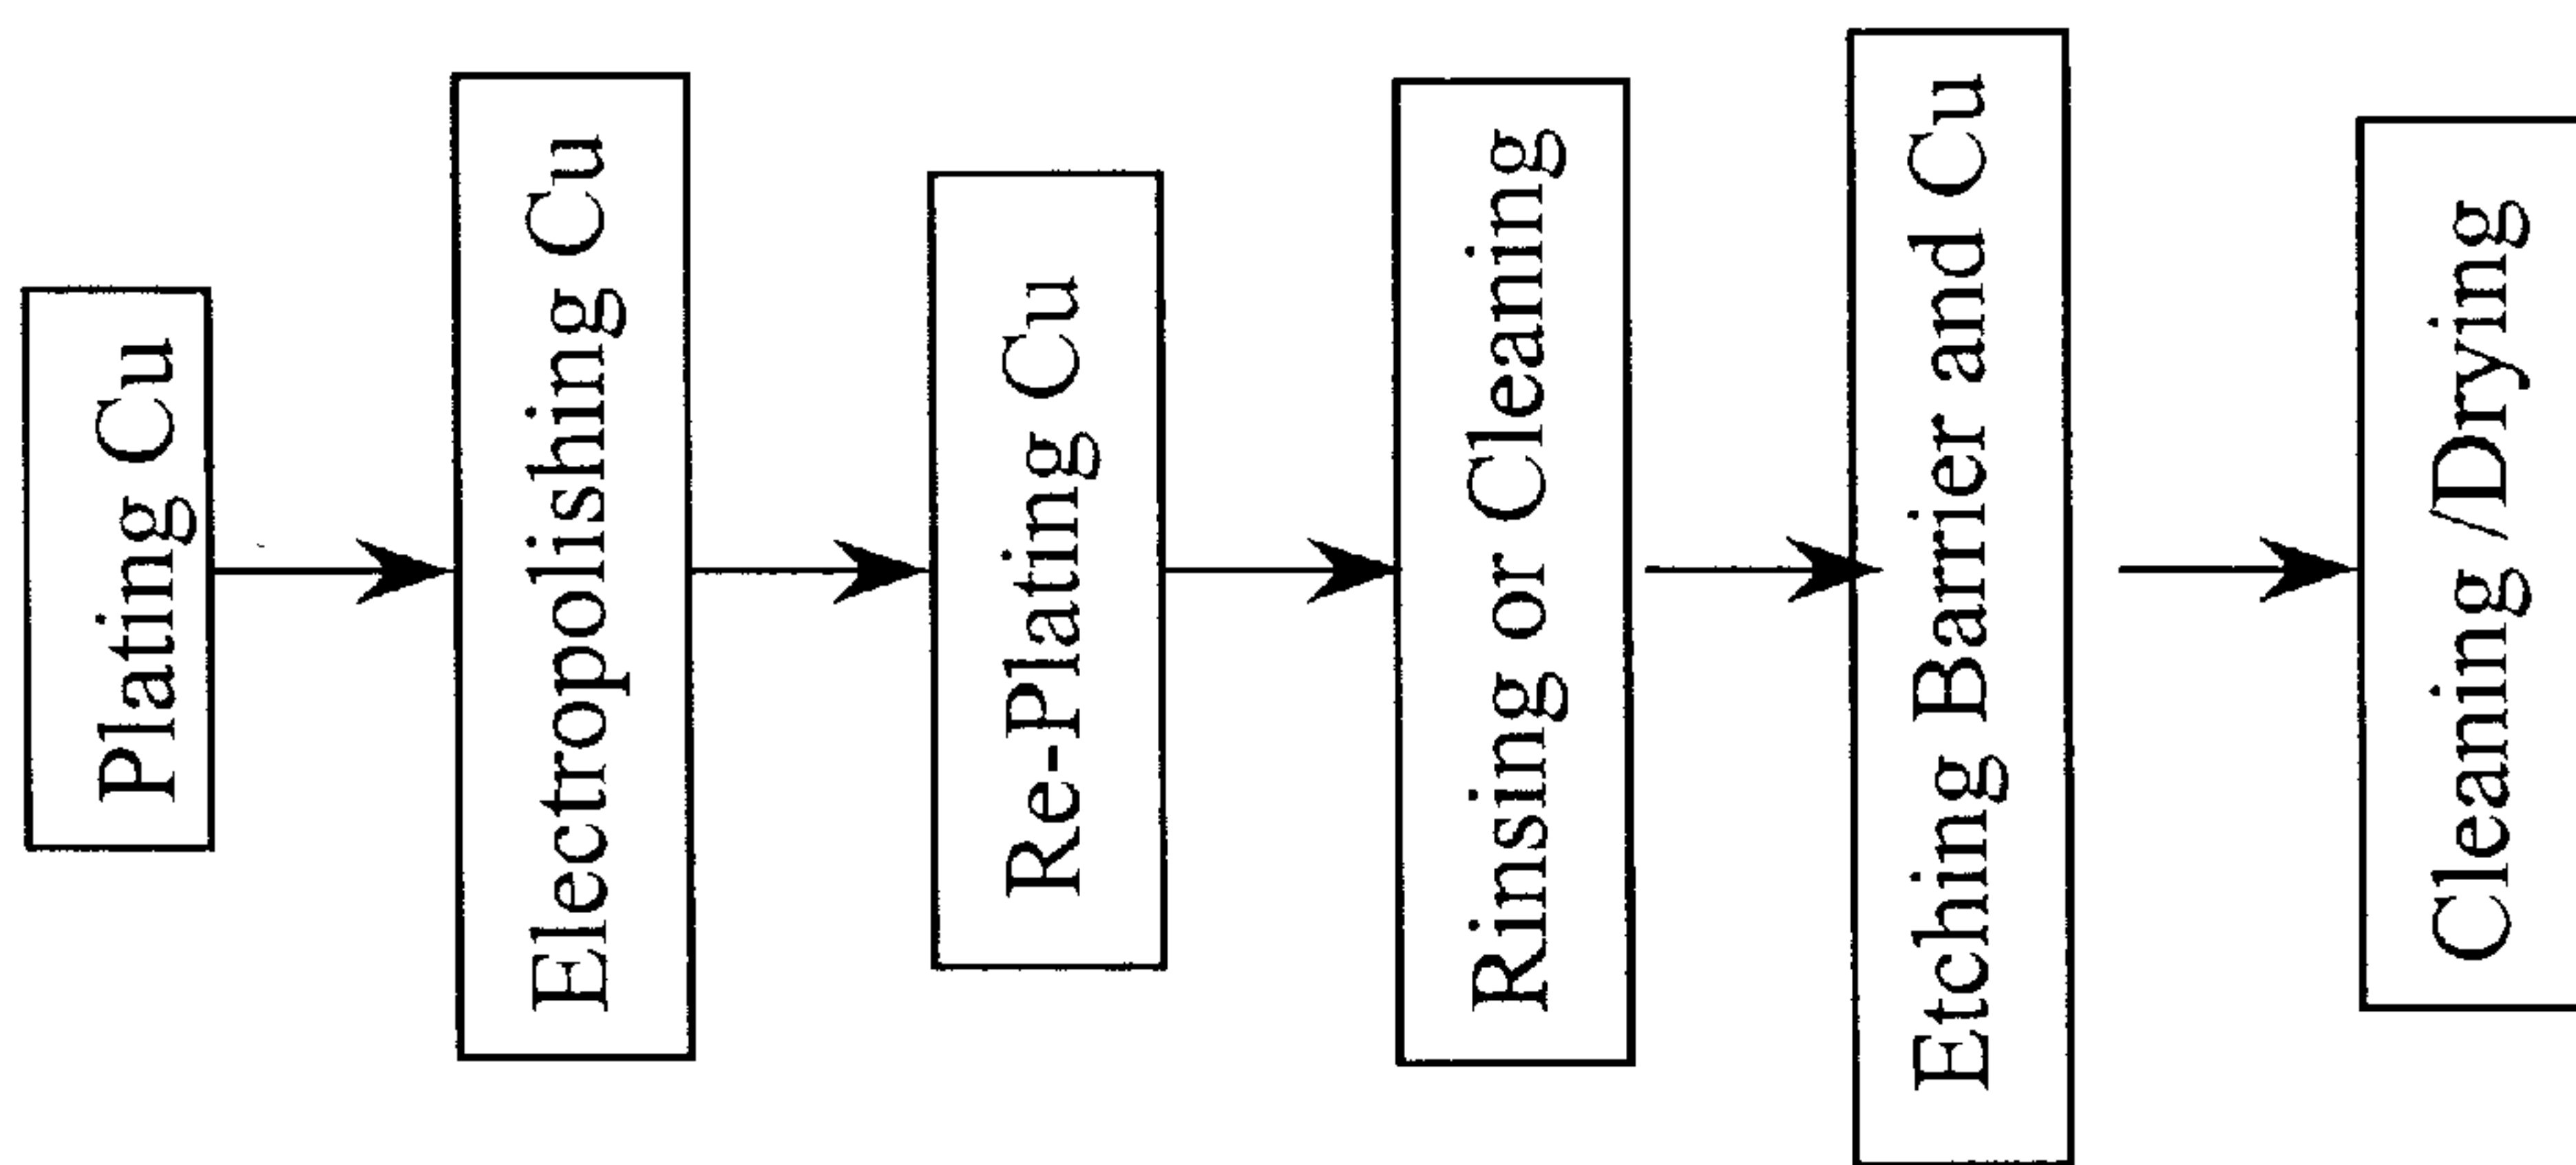 Plating Cu
Electropolishing Cu
Re-Plating Cu
Rinsing or Cleaning
Etching Barrier and Cu
Cleaning /Drying